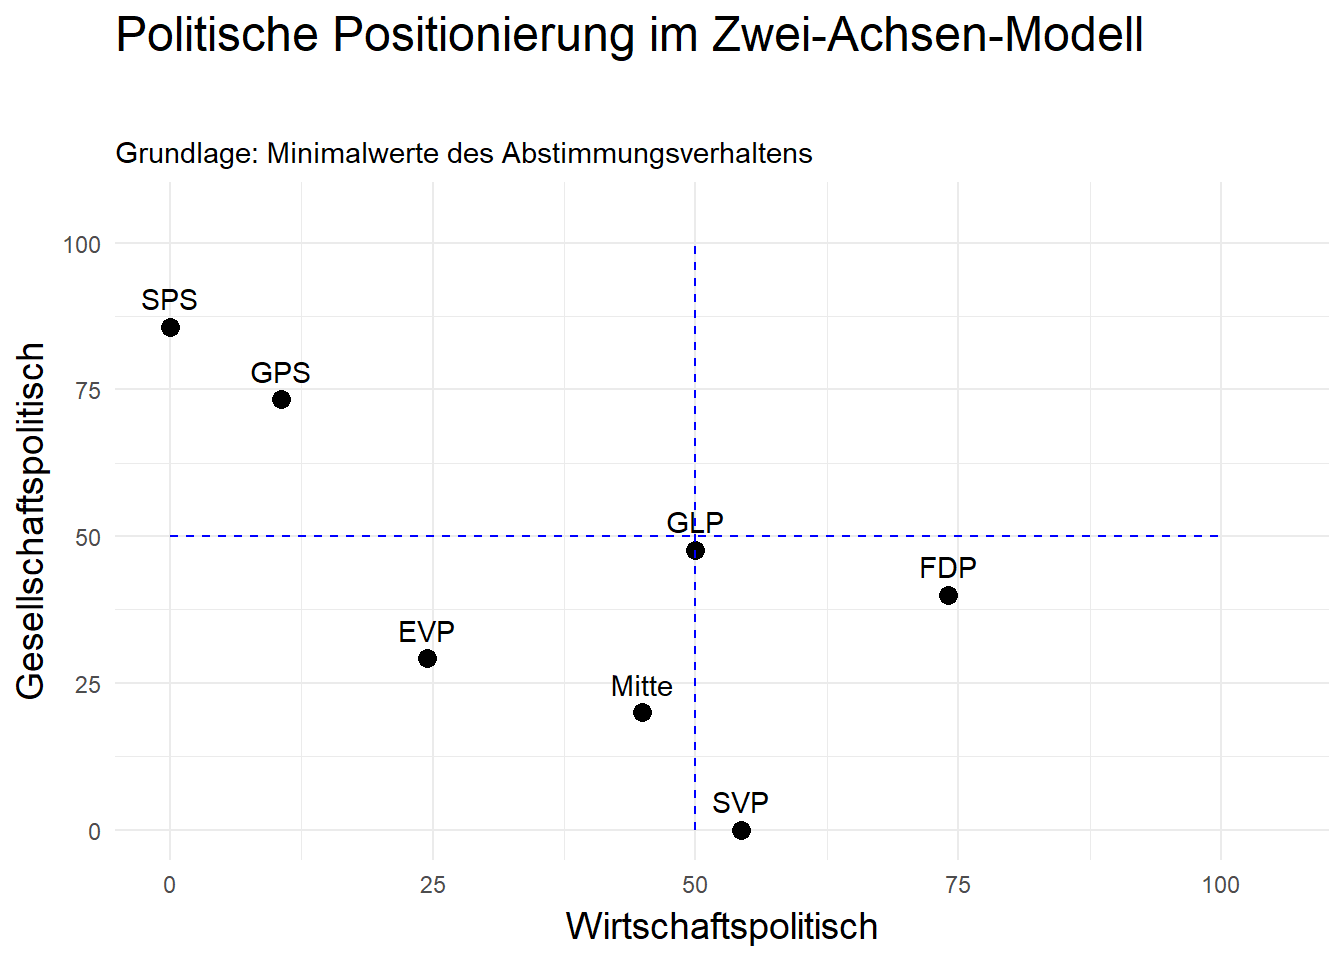 Politische Positionierung im Zwei-Achsen-Modell
Grundlage: Minimalwerte des Abstimmungsverhaltens
Gesellschaftspolitisch
100
75
50
25
0
SPS
GPS
GLP
FDP
EVP
Mitte
SVP
0 25 50 75 100
Wirtschaftspolitisch